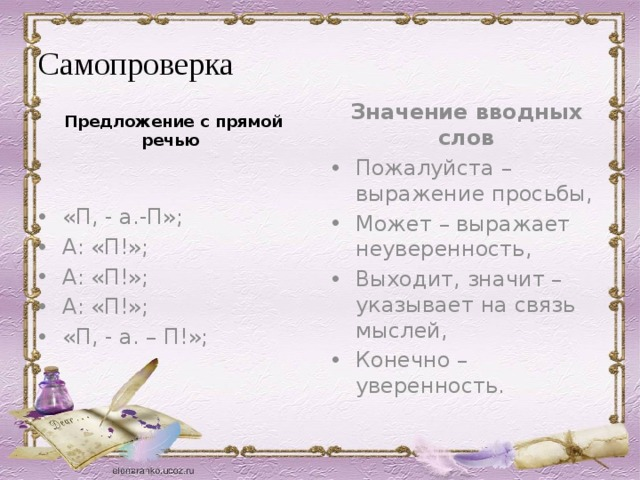 Самопроверка
Предложение с прямой
речью
«П, - а.-П»;
А: «П!»;
А: «П!»;
А: «П!»;
«П, - а. – П!»;
Значение вводных
слов
Пожалуйста –
выражение просьбы,
Может – выражает
неуверенность,
Выходит, значит –
указывает на связь
мыслей,
Конечно –
уверенность.
Dear ...
elenaranko.ucoz.ru